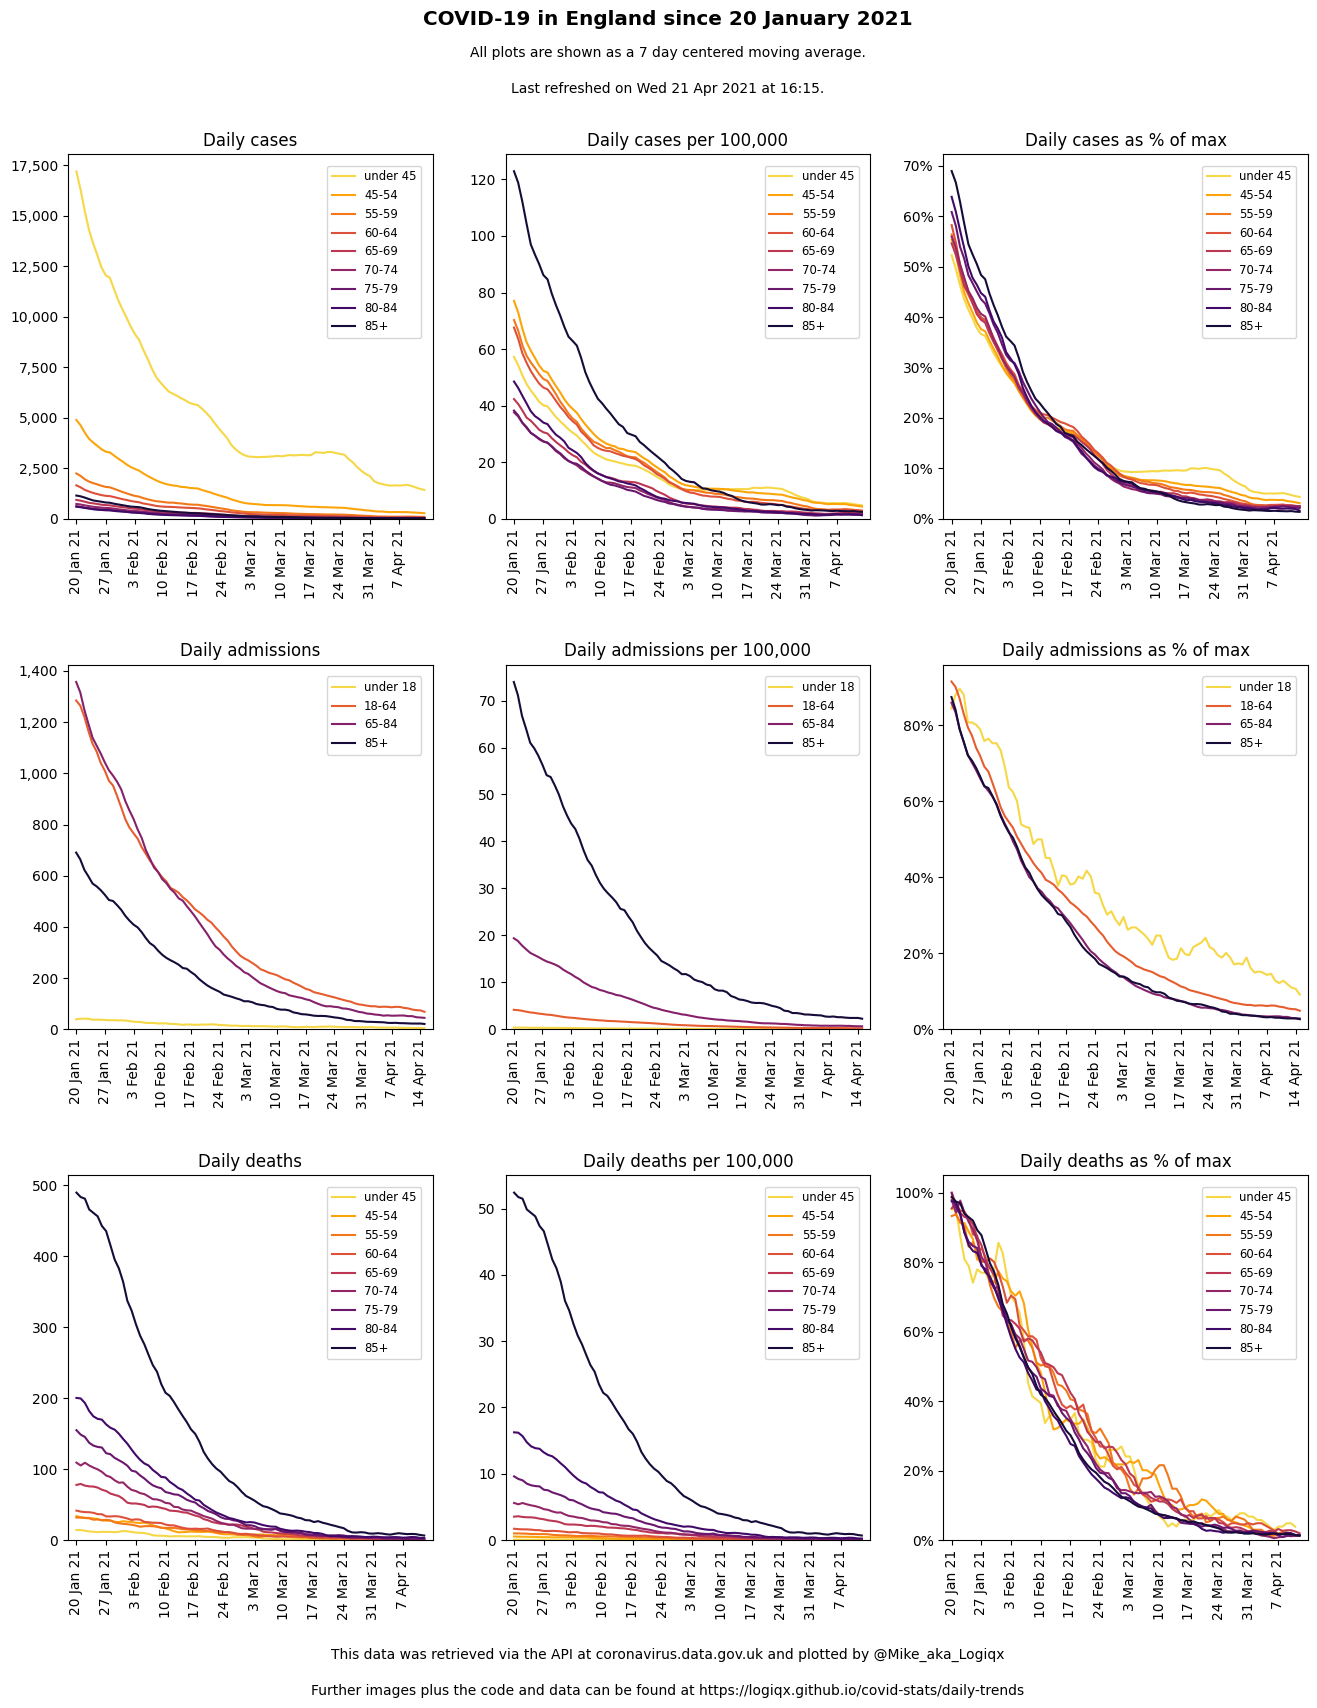 COVID-19 in England since 20 January 2021
All plots are shown as a 7 day centered moving average.
Last refreshed on Wed 21 Apr 2021 at 16:15.
Daily cases
17,500
15,000
12,500
10,000
7,500
5,000
2,500
0
under 45
45-54
55-59
60-64
65-69
70-74
75-79
80-84
85+
20 Jan 21
27 Jan 21
3 Feb 21
10 Feb 21
17 Feb 21
24 Feb 21
3 Mar 21
10 Mar 21
17 Mar 21
24 Mar 21
31 Mar 21
7 Apr 21
Daily cases per 100,000
120
100
80
60
40
20
0
under 45
45-54
55-59
60-64
65-69
70-74
75-79
80-84
85+
20 Jan 21
27 Jan 21
3 Feb 21
10 Feb 21
17 Feb 21
24 Feb 21
3 Mar 21
10 Mar 21
17 Mar 21
24 Mar 21
31 Mar 21
7 Apr 21
Daily cases as % of max
70%
60%
50%
40%
30%
20%
10%
0%
under 45
45-54
55-59
60-64
65-69
70-74
75-79
80-84
85+
20 Jan 21
27 Jan 21
3 Feb 21
10 Feb 21
17 Feb 21
24 Feb 21
3 Mar 21
10 Mar 21
17 Mar 21
24 Mar 21
31 Mar 21
7 Apr 21
Daily admissions
1,400
1,200
1,000
800
600
400
200
0
under 18
18-64
65-84
85+
20 Jan 21
27 Jan 21
3 Feb 21
10 Feb 21
17 Feb 21
24 Feb 21
3 Mar 21
10 Mar 21
17 Mar 21
24 Mar 21
31 Mar 21
7 Apr 21
14 Apr 21
Daily admissions per 100,000
70
60
50
40
30
20
10
0
under 18
18-64
65-84
85+
20 Jan 21
27 Jan 21
3 Feb 21
10 Feb 21
17 Feb 21
24 Feb 21
3 Mar 21
10 Mar 21
17 Mar 21
24 Mar 21
31 Mar 21
7 Apr 21
14 Apr 21
Daily admissions as % of max
80%
60%
40%
20%
0%
under 18
18-64
65-84
85+
20 Jan 21
27 Jan 21
3 Feb 21
10 Feb 21
17 Feb 21
24 Feb 21
3 Mar 21
10 Mar 21
17 Mar 21
24 Mar 21
31 Mar 21
7 Apr 21
14 Apr 21
Daily deaths
500
400
300
200
100
0
under 45
45-54
55-59
60-64
65-69
70-74
75-79
80-84
85+
20 Jan 21
27 Jan 21
3 Feb 21
10 Feb 21
17 Feb 21
24 Feb 21
3 Mar 21
10 Mar 21
17 Mar 21
24 Mar 21
31 Mar 21
7 Apr 21
Daily deaths per 100,000
50
40
30
20
10
0
under 45
45-54
55-59
60-64
65-69
70-74
75-79
80-84
85+
20 Jan 21
27 Jan 21
3 Feb 21
10 Feb 21
17 Feb 21
24 Feb 21
3 Mar 21
10 Mar 21
17 Mar 21
24 Mar 21
31 Mar 21
7 Apr 21
Daily deaths as % of max
100%
80%
60%
40%
20%
0%
under 45
45-54
55-59
60-64
65-69
70-74
75-79
80-84
85+
20 Jan 21
27 Jan 21
3 Feb 21
10 Feb 21
17 Feb 21
24 Feb 21
3 Mar 21
10 Mar 21
17 Mar 21
24 Mar 21
31 Mar 21
7 Apr 21
This data was retrieved via the API at coronavirus.data.gov.uk and plotted by @Mike_aka_Logiqx
Further images plus the code and data can be found at https://logiqx.github.io/covid-stats/daily-trends